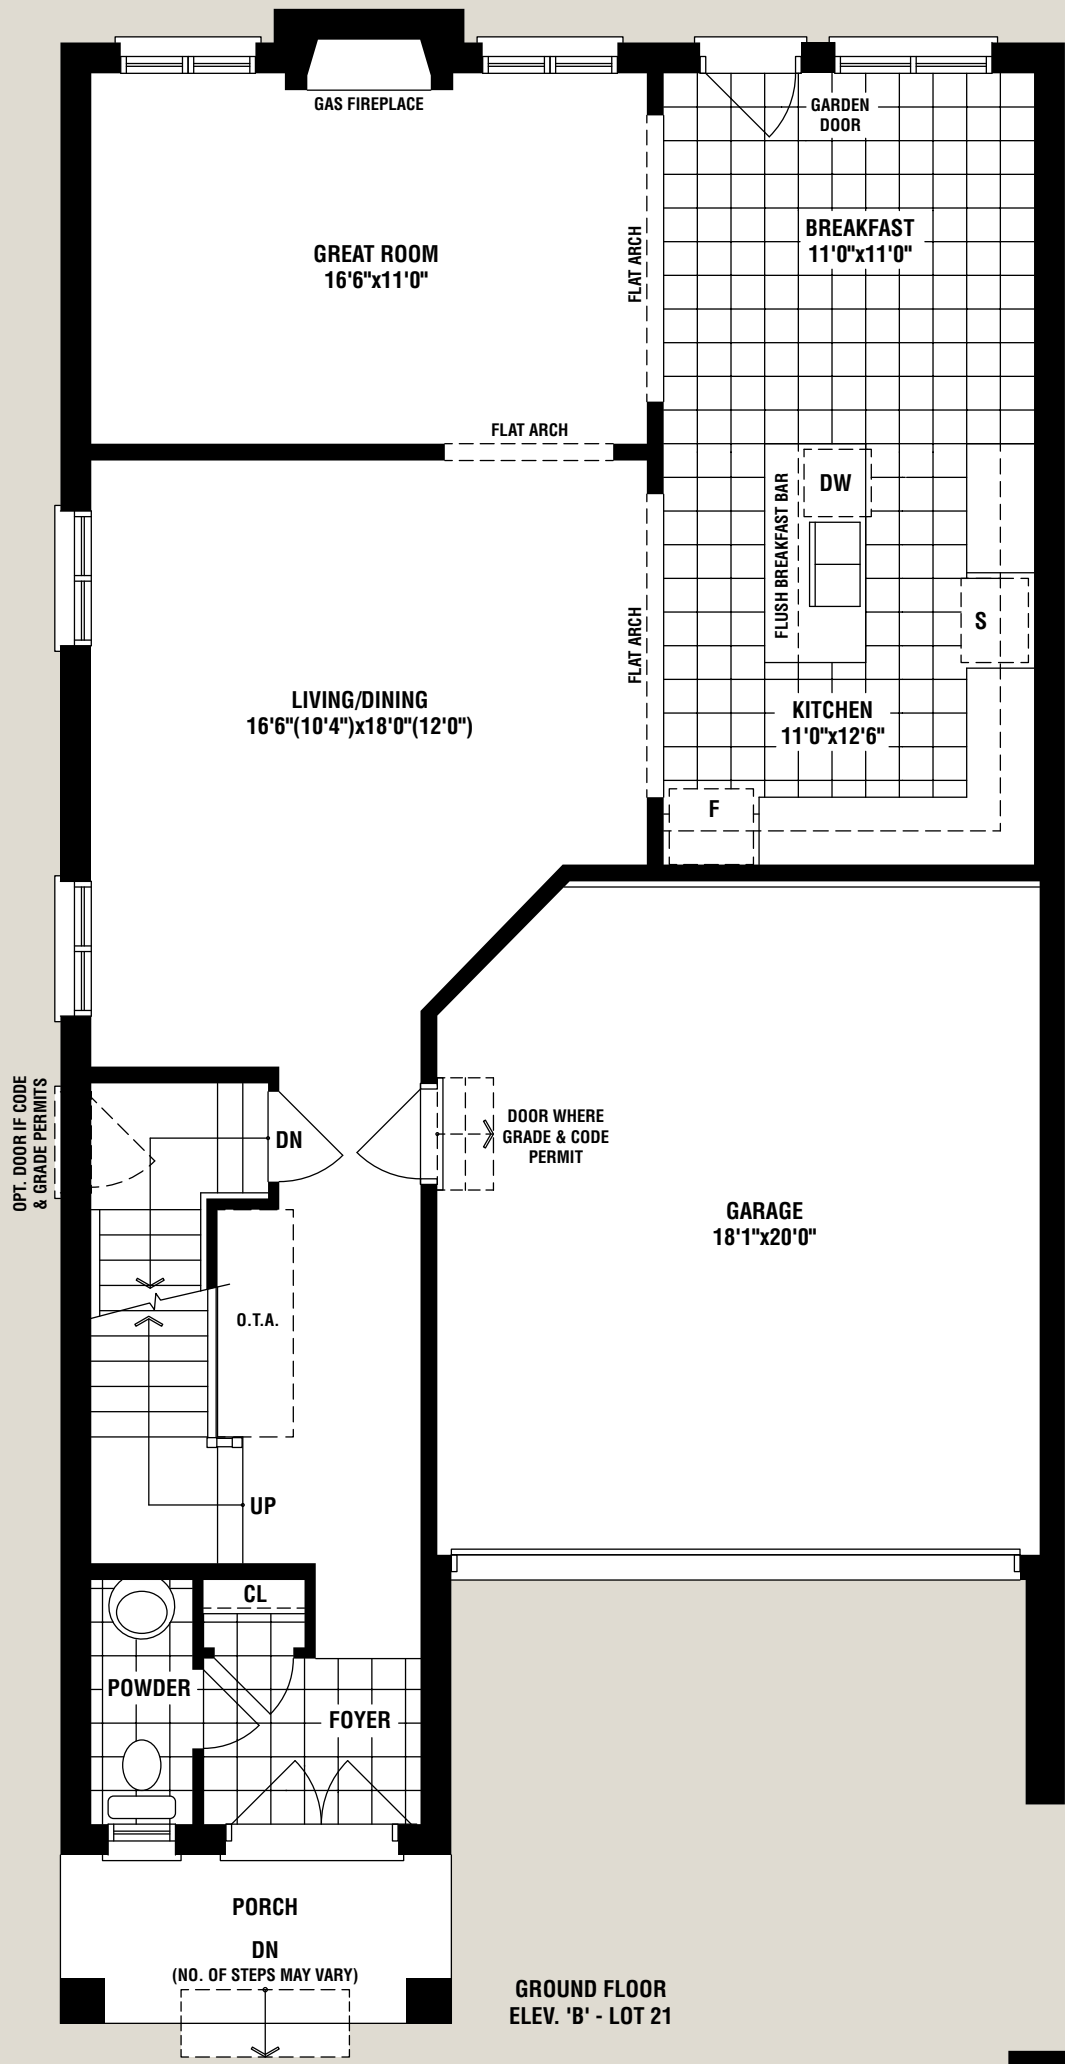 GAS FIREPLACE
GARDEN
DOOR
GREAT ROOM
16'6"x11'0"
FLAT ARCH
BREAKFAST
11'0"x11'0"
FLAT ARCH
FLUSH BREAKFAST BAR
DW
S
FLAT ARCH
LIVING/DINING
16'6"(10'4")x18'0"(12'0")
KITCHEN
11'0"x12'6"
F
OPT. DOOR IF CODE
& GRADE PERMITS
DN
DOOR WHERE
GRADE & CODE
PERMIT
GARAGE
18'1"x20'0"
O.T.A.
UP
CL
POWDER
FOYER
PORCH
DN
(NO. OF STEPS MAY VARY)
GROUND FLOOR
ELEV. 'B' - LOT 21